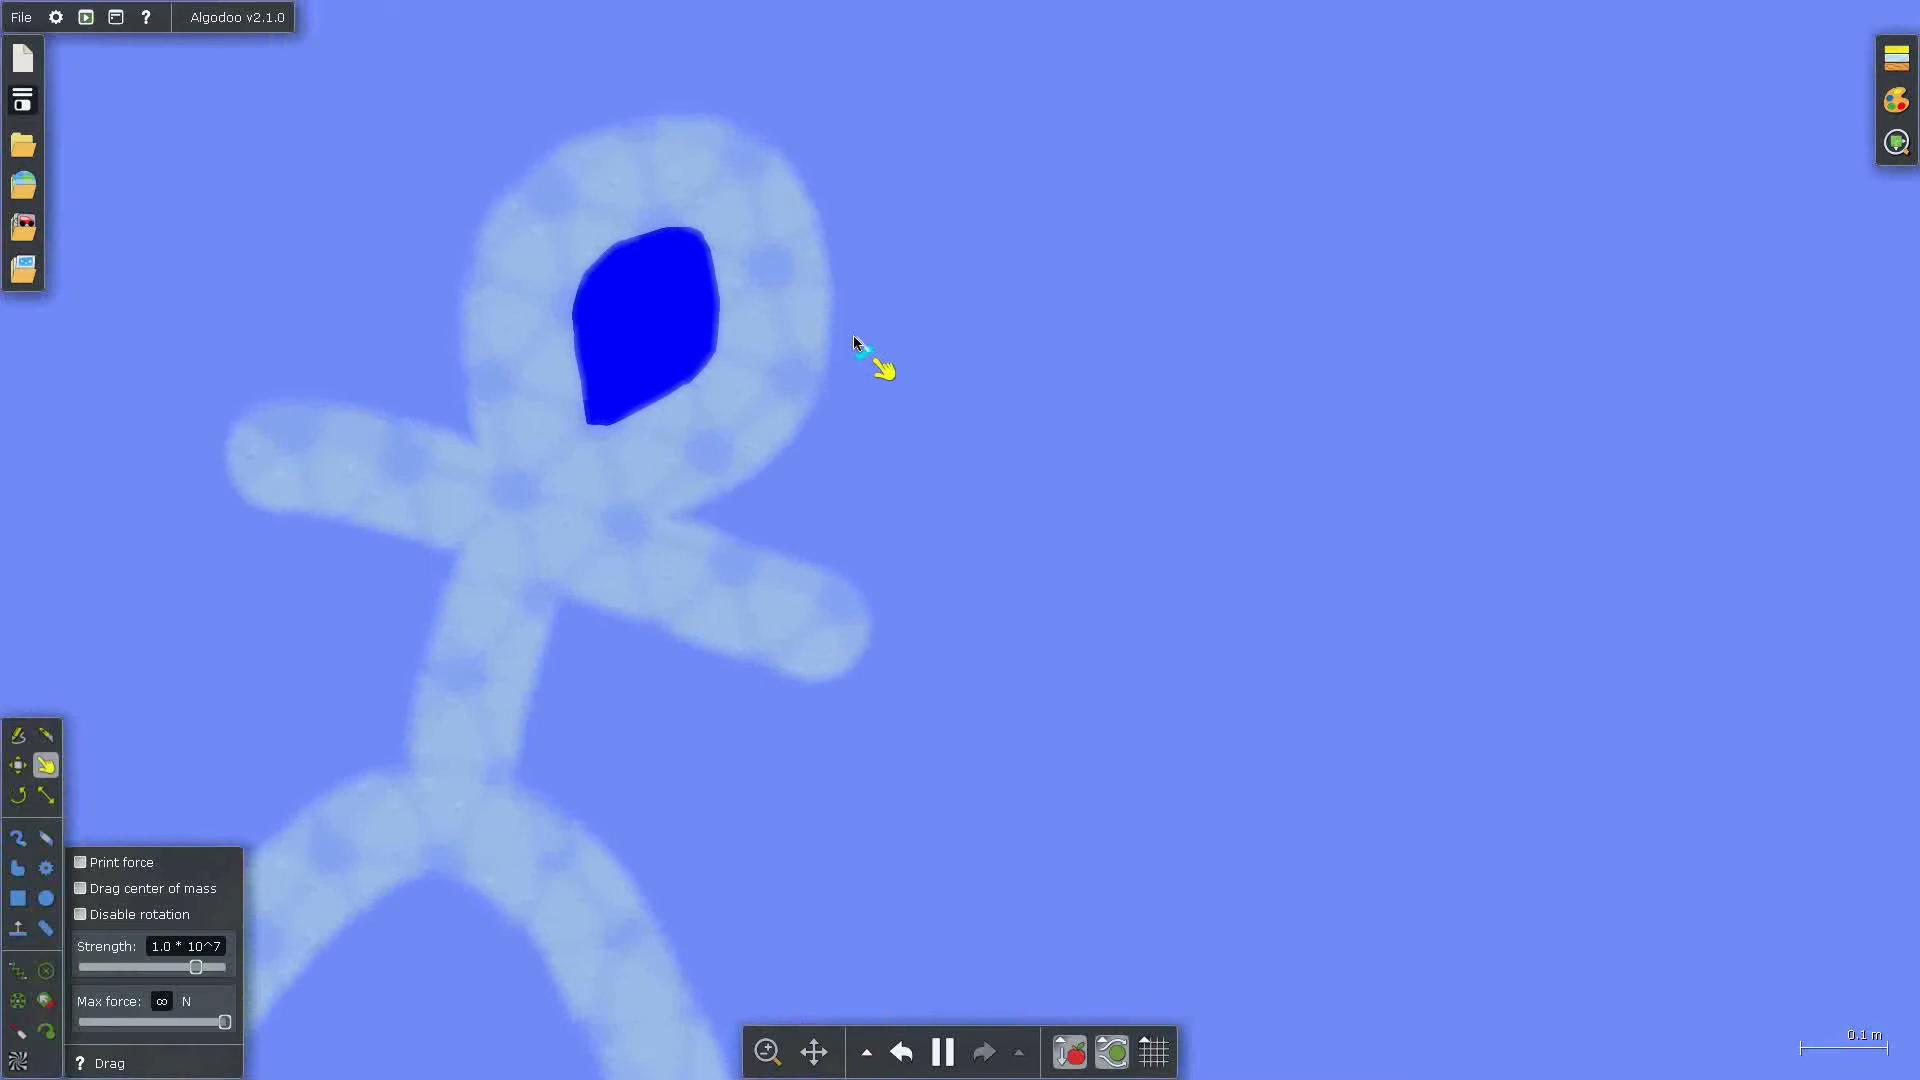 File ? Algodoo v2.1.0
Print force
Drag center of mass
Disable rotation
Strength: 1.0 * 10^7
Max force: ∞ N
? Drag
0.1 m